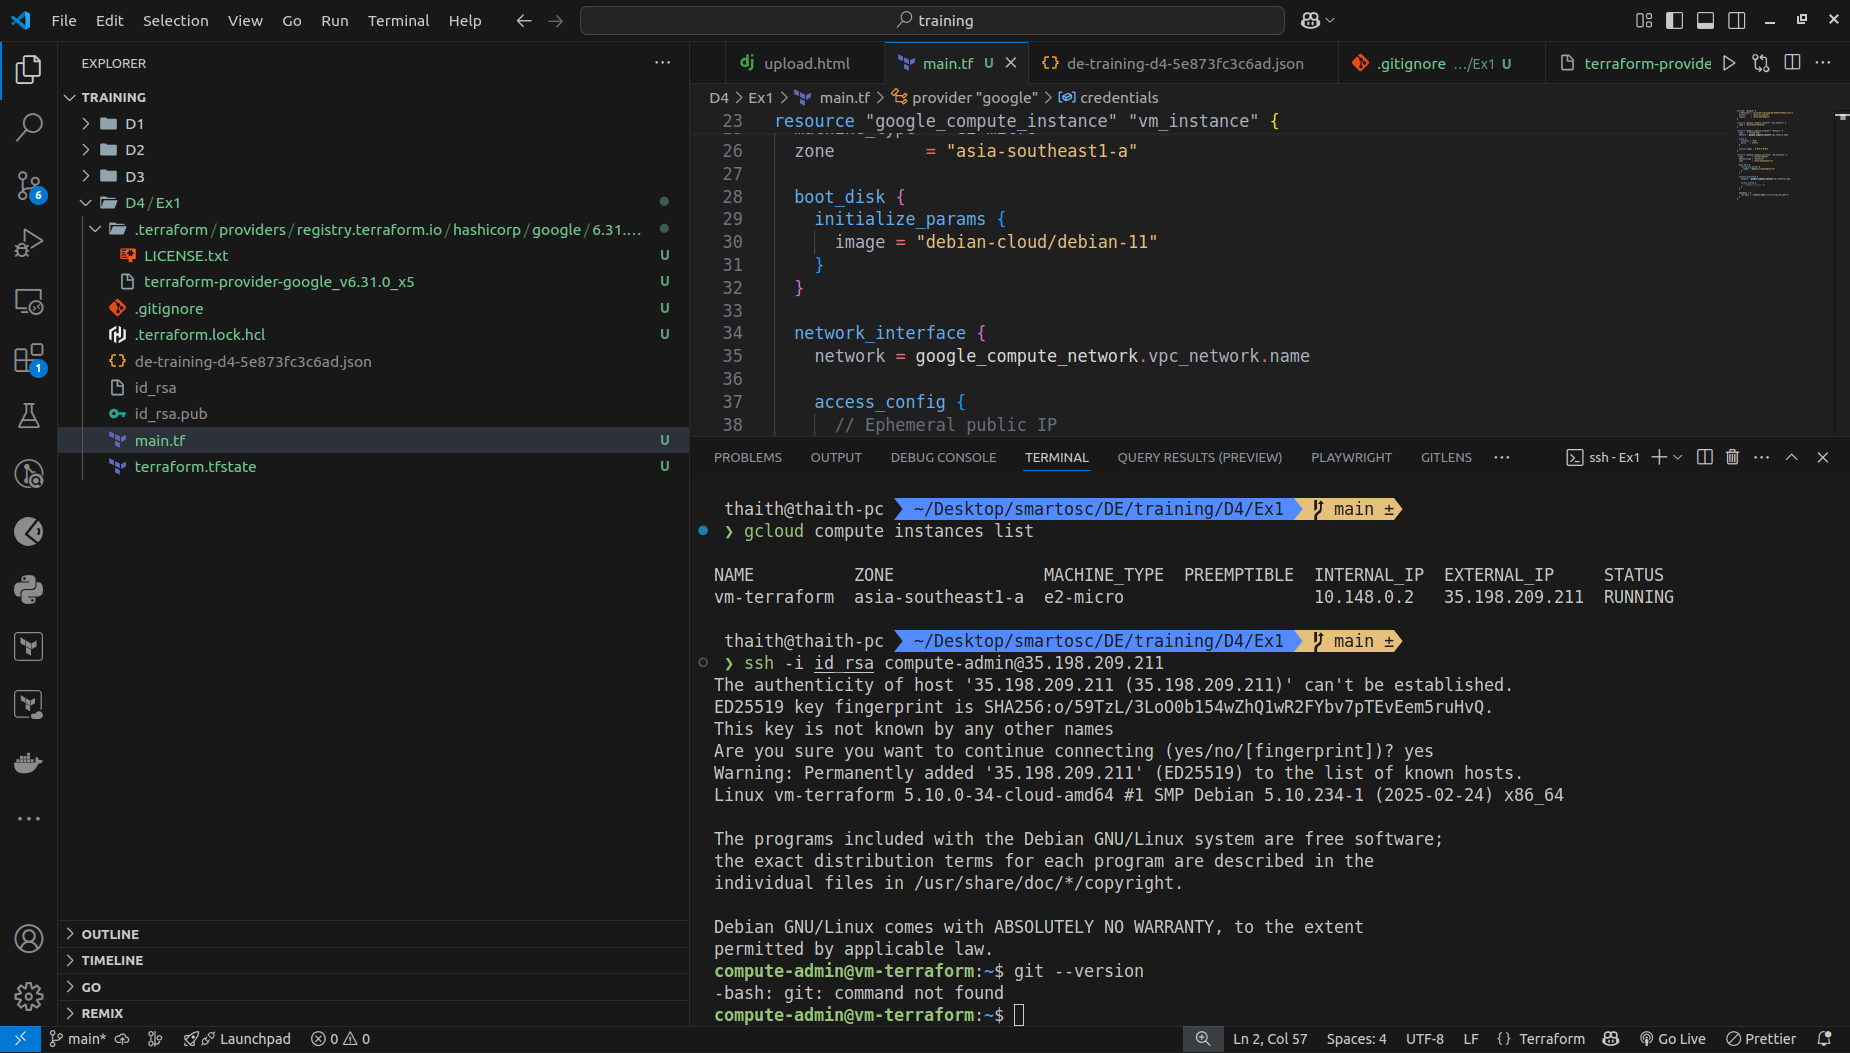 File Edit Selection View Go Run Terminal Help
training
EXPLORER
TRAINING
D1
D2
D3
D4/Ex1
.terraform/providers/registry.terraform.io/hashicorp/google/6.31....
LICENSE.txt U
terraform-provider-google_v6.31.0_x5 U
.gitignore U
.terraform.lock.hcl U
de-training-d4-5e873fc3c6ad.json
id_rsa
id_rsa.pub
main.tf U
terraform.tfstate U
OUTLINE
TIMELINE
GO
REMIX
6
1
upload.html main.tf U de-training-d4-5e873fc3c6ad.json .gitignore .../Ex1 U terraform-provide
D4 > Ex1 > main.tf > provider "google" > credentials
23 resource "google_compute_instance" "vm_instance" {
26 zone = "asia-southeast1-a"
27
28 boot_disk {
29 initialize_params {
30 image = "debian-cloud/debian-11"
31 }
32 }
33
34 network_interface {
35 network = google_compute_network.vpc_network.name
36
37 access_config {
38 // Ephemeral public IP
PROBLEMS OUTPUT DEBUG CONSOLE TERMINAL QUERY RESULTS (PREVIEW) PLAYWRIGHT GITLENS ssh - Ex1
thaith@thaith-pc ~/Desktop/smartosc/DE/training/D4/Ex1 main ±
❯ gcloud compute instances list
NAME ZONE MACHINE_TYPE PREEMPTIBLE INTERNAL_IP EXTERNAL_IP STATUS
vm-terraform asia-southeast1-a e2-micro 10.148.0.2 35.198.209.211 RUNNING
thaith@thaith-pc ~/Desktop/smartosc/DE/training/D4/Ex1 main ±
❯ ssh -i id_rsa compute-admin@35.198.209.211
The authenticity of host '35.198.209.211 (35.198.209.211)' can't be established.
ED25519 key fingerprint is SHA256:o/59TzL/3LoO0b154wZhQ1wR2FYbv7pTEvEem5ruHvQ.
This key is not known by any other names
Are you sure you want to continue connecting (yes/no/[fingerprint])? yes
Warning: Permanently added '35.198.209.211' (ED25519) to the list of known hosts.
Linux vm-terraform 5.10.0-34-cloud-amd64 #1 SMP Debian 5.10.234-1 (2025-02-24) x86_64
The programs included with the Debian GNU/Linux system are free software;
the exact distribution terms for each program are described in the
individual files in /usr/share/doc/*/copyright.
Debian GNU/Linux comes with ABSOLUTELY NO WARRANTY, to the extent
permitted by applicable law.
compute-admin@vm-terraform:~$ git --version
-bash: git: command not found
compute-admin@vm-terraform:~$
main* Launchpad 0 0 Ln 2, Col 57 Spaces: 4 UTF-8 LF {} Terraform Go Live Prettier